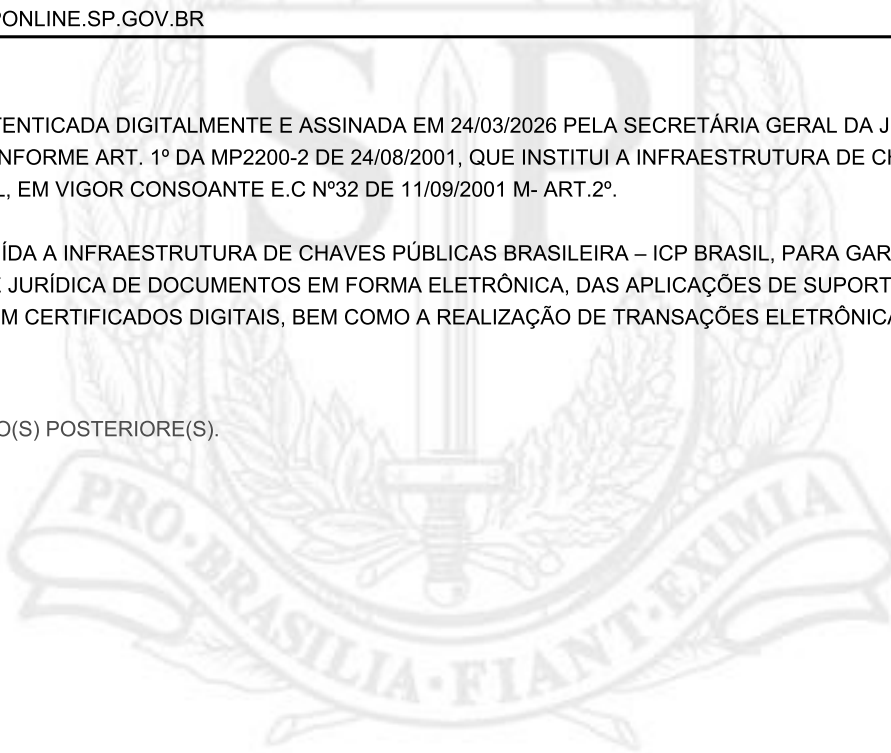 PONLINE.SP.GOV.BR
TENTICADA DIGITALMENTE E ASSINADA EM 24/03/2026 PELA SECRETÁRIA GERAL DA J
NFORME ART. 1º DA MP2200-2 DE 24/08/2001, QUE INSTITUI A INFRAESTRUTURA DE CH
L, EM VIGOR CONSOANTE E.C Nº32 DE 11/09/2001 M- ART.2º.
ÍDA A INFRAESTRUTURA DE CHAVES PÚBLICAS BRASILEIRA – ICP BRASIL, PARA GAR
E JURÍDICA DE DOCUMENTOS EM FORMA ELETRÔNICA, DAS APLICAÇÕES DE SUPORT
M CERTIFICADOS DIGITAIS, BEM COMO A REALIZAÇÃO DE TRANSAÇÕES ELETRÔNICA
O(S) POSTERIORE(S).
SP
PRO·BRASILIA·FIANT·EXIMIA